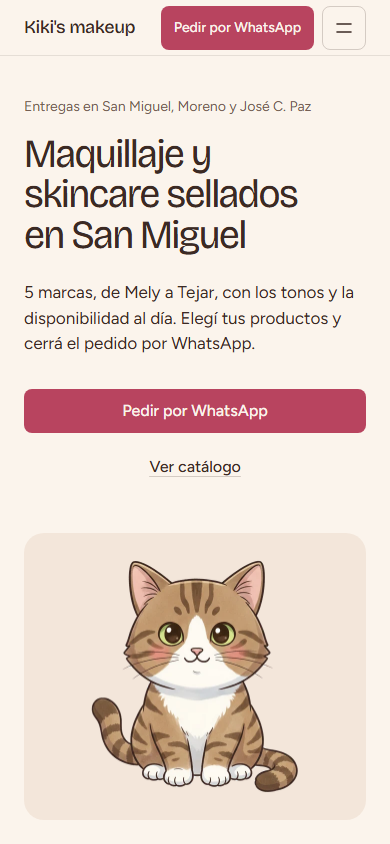 Kiki's makeup
Pedir por WhatsApp
Entregas en San Miguel, Moreno y José C. Paz
Maquillaje y
skincare sellados
en San Miguel
5 marcas, de Mely a Tejar, con los tonos y la
disponibilidad al día. Elegí tus productos y
cerrá el pedido por WhatsApp.
Pedir por WhatsApp
Ver catálogo